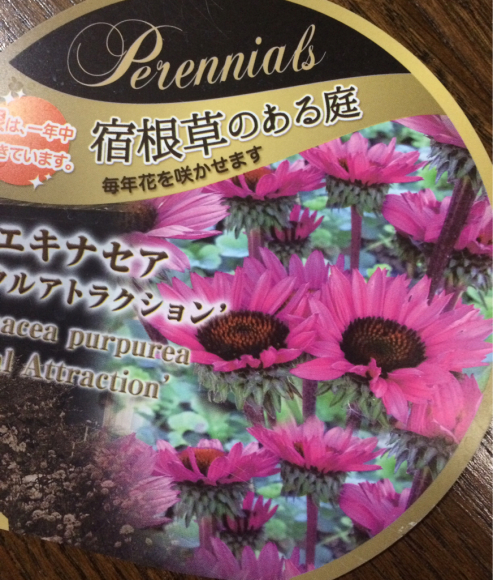 Perennials
は、一年中
きています。
宿根草のある庭
毎年花を咲かせます
エキナセア
ルアトラクション’
acea purpurea
al Attraction’